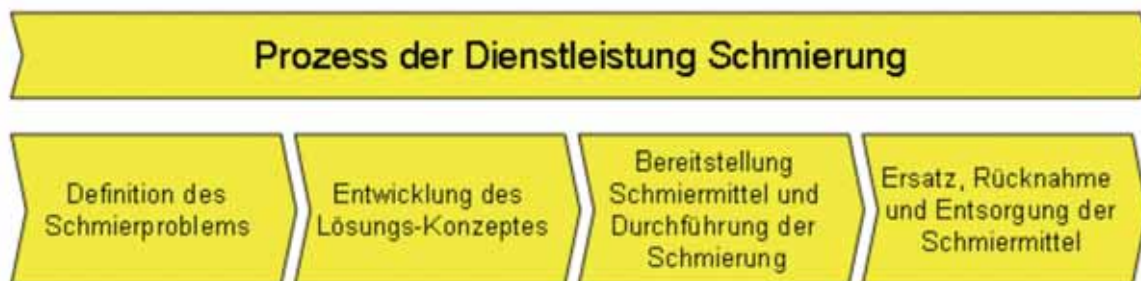 Prozess der Dienstleistung Schmierung
Definition des
Schmierproblems
Entwicklung des
Lösungs-Konzeptes
Bereitstellung
Schmiermittel und
Durchführung der
Schmierung
Ersatz, Rücknahme
und Entsorgung der
Schmiermittel